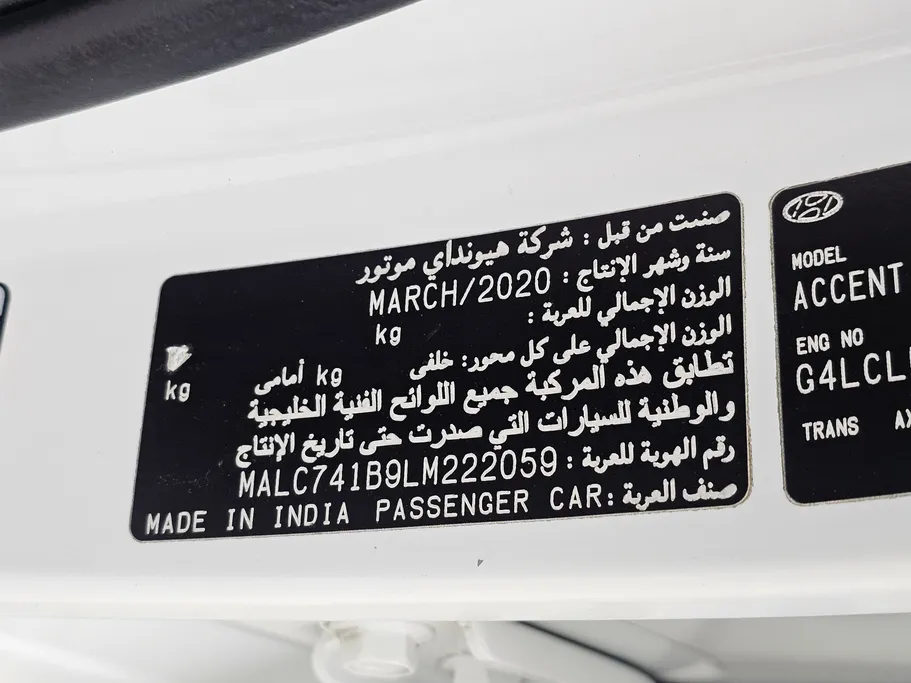 صنعت من قبل : شركة هيونداي موتور
سنة وشهر الإنتاج : MARCH/2020
الوزن الإجمالي للعربة : kg
الوزن الإجمالي على كل محور: خلفى kg أمامى kg
تطابق هذه المركبة جميع اللوائح الفنية الخليجية
والوطنية للسيارات التي صدرت حتى تاريخ الإنتاج
رقم الهوية للعربة : MALC741B9LM222059
صنف العربة : PASSENGER CAR MADE IN INDIA
MODEL
ACCENT
ENG NO
G4LCL
TRANS